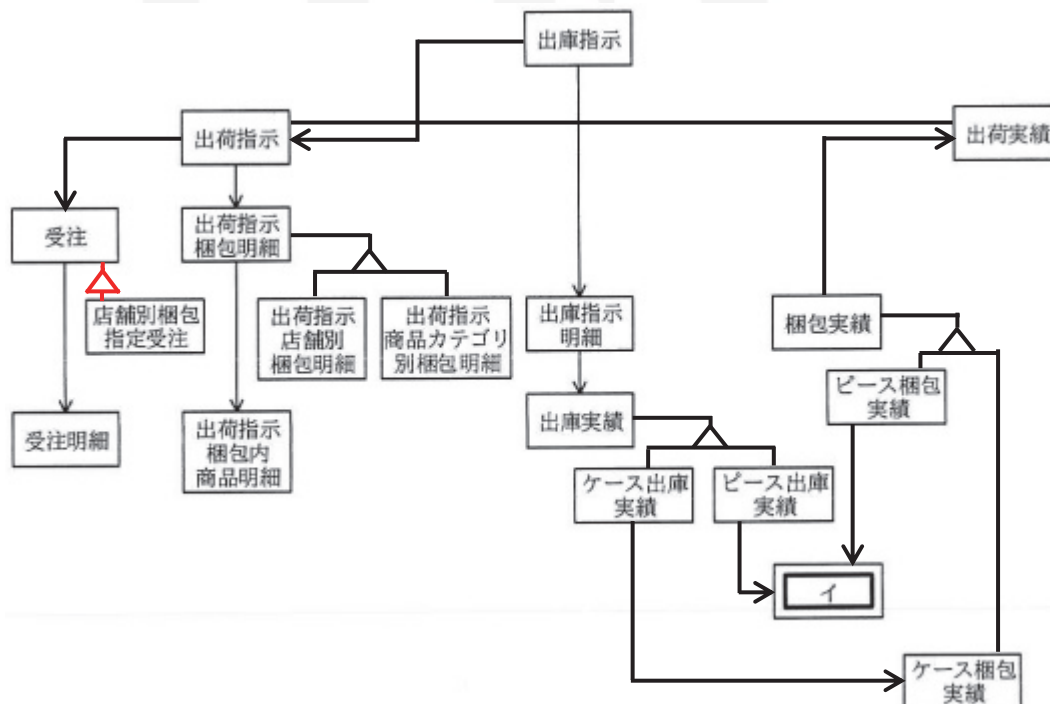 出庫指示
出荷指示
出荷実績
受注
出荷指示
梱包明細
店舗別梱包
指定受注
出荷指示
店舗別
梱包明細
出荷指示
商品カテゴリ
別梱包明細
出庫指示
明細
梱包実績
ピース梱包
実績
受注明細
出荷指示
梱包内
商品明細
出庫実績
ケース出庫
実績
ピース出庫
実績
イ
ケース梱包
実績